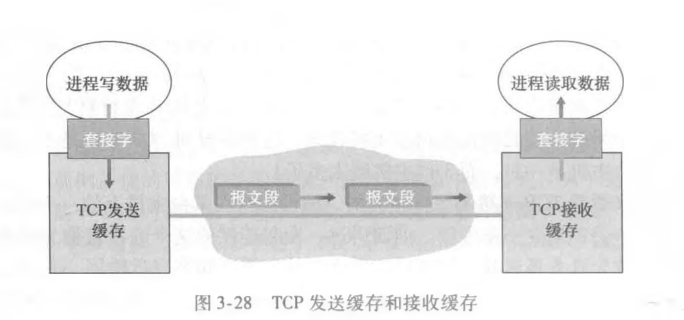 进程写数据
进程读取数据
套接字
套接字
报文段
报文段
TCP发送
缓存
TCP接收
缓存
图 3-28 TCP 发送缓存和接收缓存